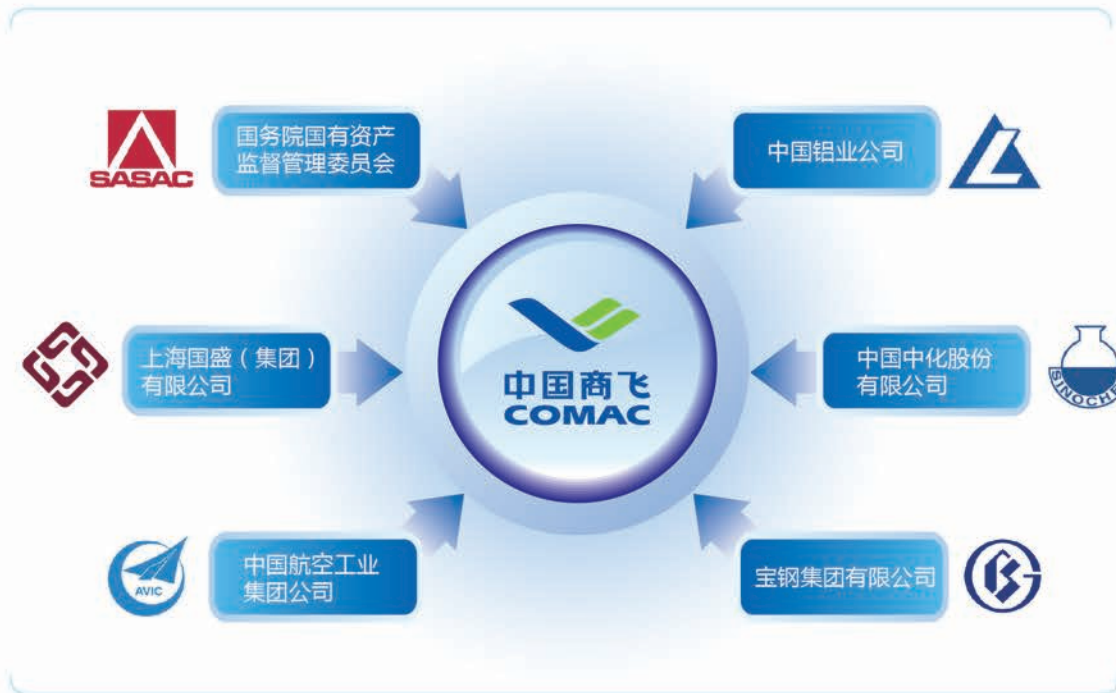 SASAC
国务院国有资产
监督管理委员会
中国铝业公司
上海国盛（集团）
有限公司
中国商飞
COMAC
中国中化股份
有限公司
SINOCHE
AVIC
中国航空工业
集团公司
宝钢集团有限公司